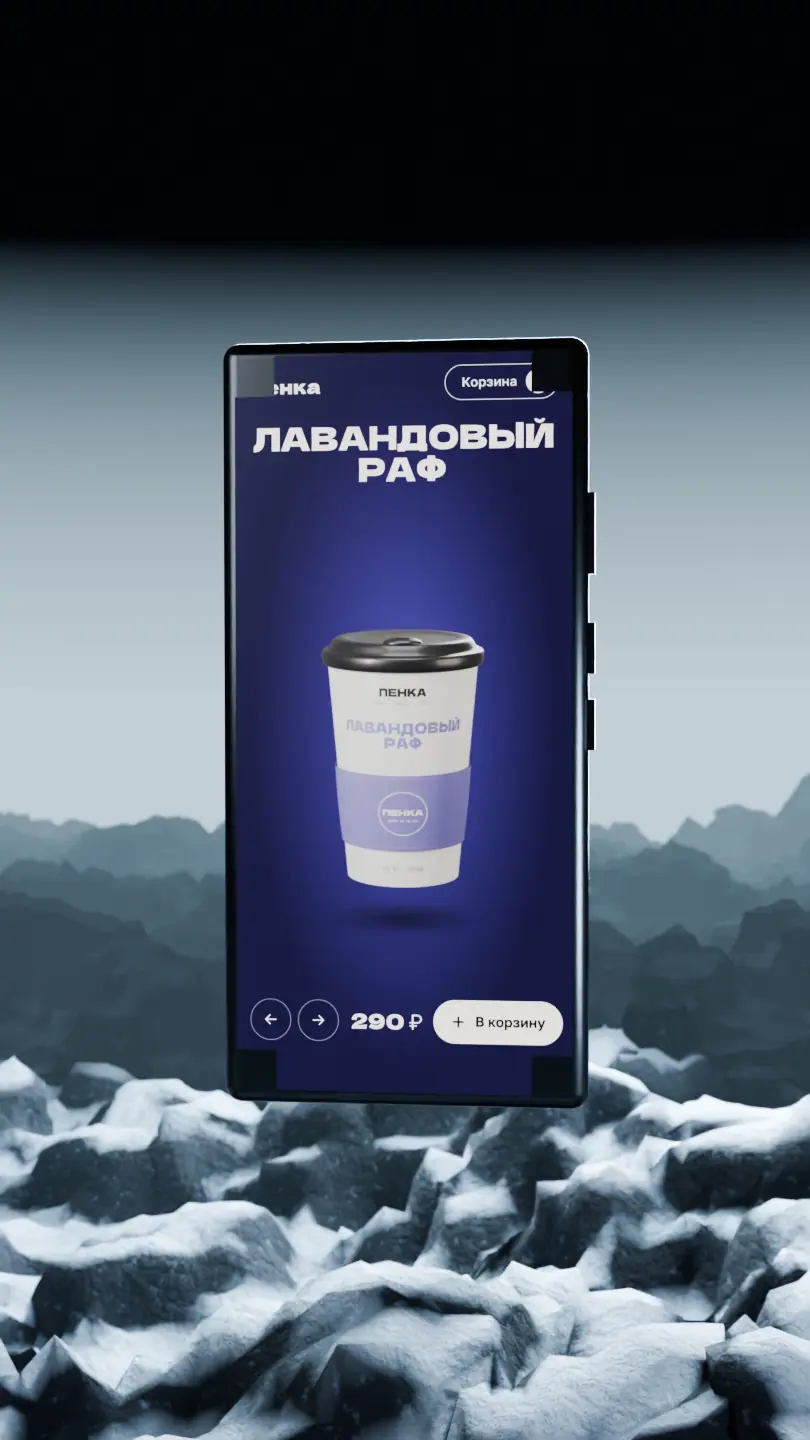 енка
Корзина
ЛАВАНДОВЫЙ
РАФ
ПЕНКА
ЛАВАНДОВЫЙ
РАФ
ПЕНКА
290 ₽
+ В корзину